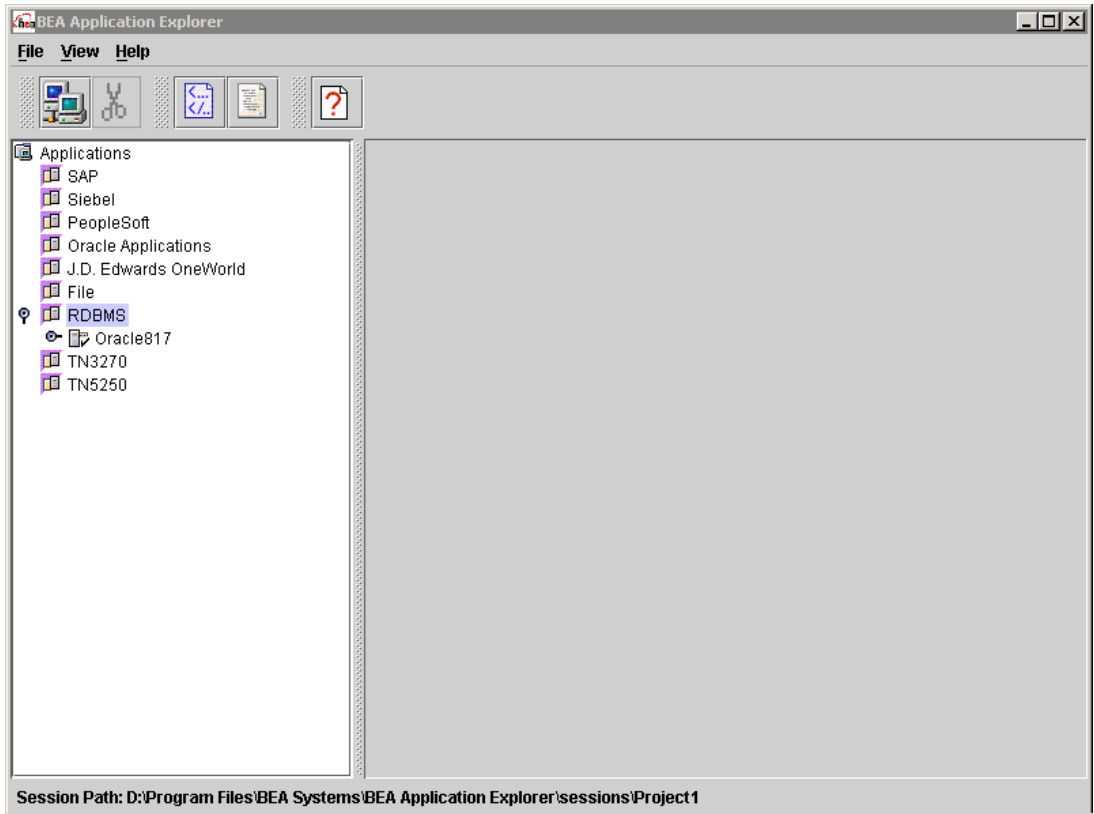 BEA Application Explorer
File View Help
Applications
SAP
Siebel
PeopleSoft
Oracle Applications
J.D. Edwards OneWorld
File
RDBMS
Oracle817
TN3270
TN5250
Session Path: D:\Program Files\BEA Systems\BEA Application Explorer\sessions\Project1